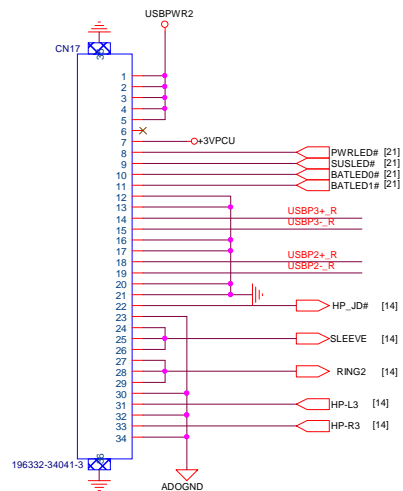 USBPWR2
CN17
1
2
3
4
5
6
7 +3VPCU
8 PWRLED# [21]
9 SUSLED# [21]
10 BATLED0# [21]
11 BATLED1# [21]
12
13
14 USBP3+_R
15 USBP3-_R
16
17
18 USBP2+_R
19 USBP2-_R
20
21
22 HP_JD# [14]
23
24
25 SLEEVE [14]
26
27
28 RING2 [14]
29
30
31 HP-L3 [14]
32
33 HP-R3 [14]
34
196332-34041-3
ADOGND